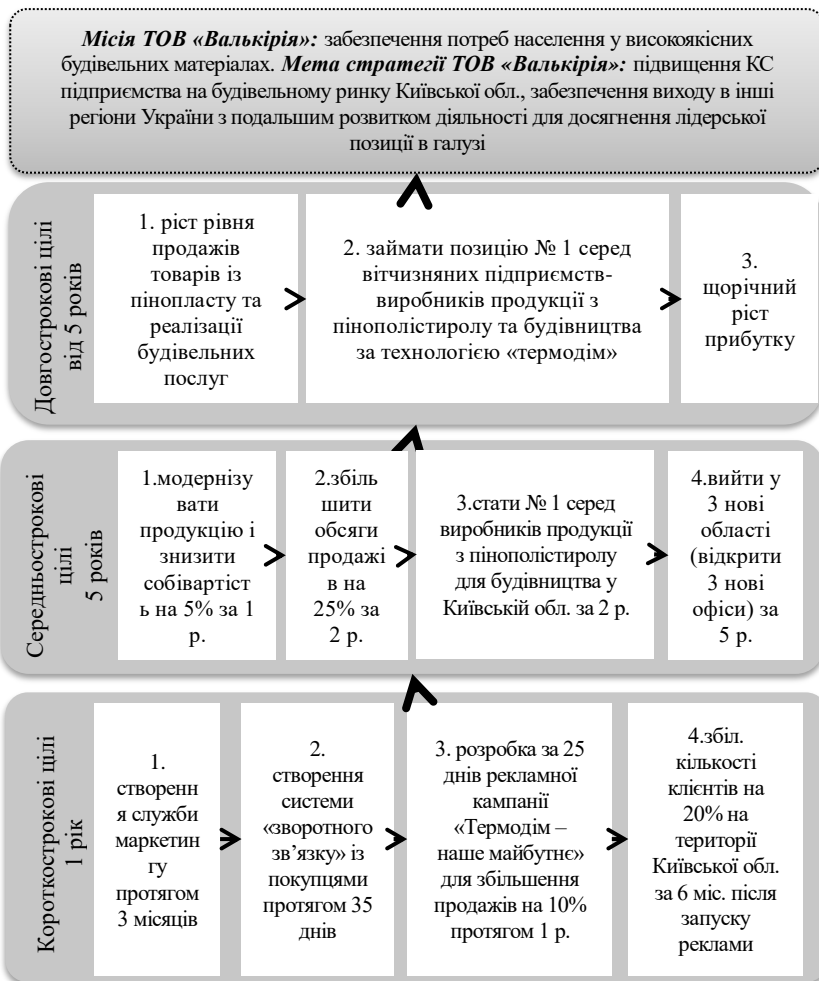 Місія ТОВ «Валькірія»: забезпечення потреб населення у високоякісних
будівельних матеріалах. Мета стратегії ТОВ «Валькірія»: підвищення КС
підприємства на будівельному ринку Київської обл., забезпечення виходу в інші
регіони України з подальшим розвитком діяльності для досягнення лідерської
позиції в галузі
Довгострокові цілі
від 5 років
1. ріст рівня
продажів
товарів із
пінопласту та
реалізації
будівельних
послуг
2. займати позицію № 1 серед
вітчизняних підприємств-
виробників продукції з
пінополістиролу та будівництва
за технологією «термодім»
3.
щорічний
ріст
прибутку
Середньострокові
цілі
5 років
1.модернізу
вати
продукцію і
знизити
собівартіст
ь на 5% за 1
р.
2.збіль
шити
обсяги
продажі
в на
25% за
2 р.
3.стати № 1 серед
виробників продукції
з пінополістиролу
для будівництва у
Київській обл. за 2 р.
4.вийти у
3 нові
області
(відкрити
3 нові
офіси) за
5 р.
Короткострокові цілі
1 рік
1.
створенн
я служби
маркетин
гу
протягом
3 місяців
2.
створення
системи
«зворотного
зв’язку» із
покупцями
протягом 35
днів
3. розробка за 25
днів рекламної
кампанії
«Термодім –
наше майбутнє»
для збільшення
продажів на 10%
протягом 1 р.
4.збіл.
кількості
клієнтів на
20% на
території
Київської обл.
за 6 міс. після
запуску
реклами